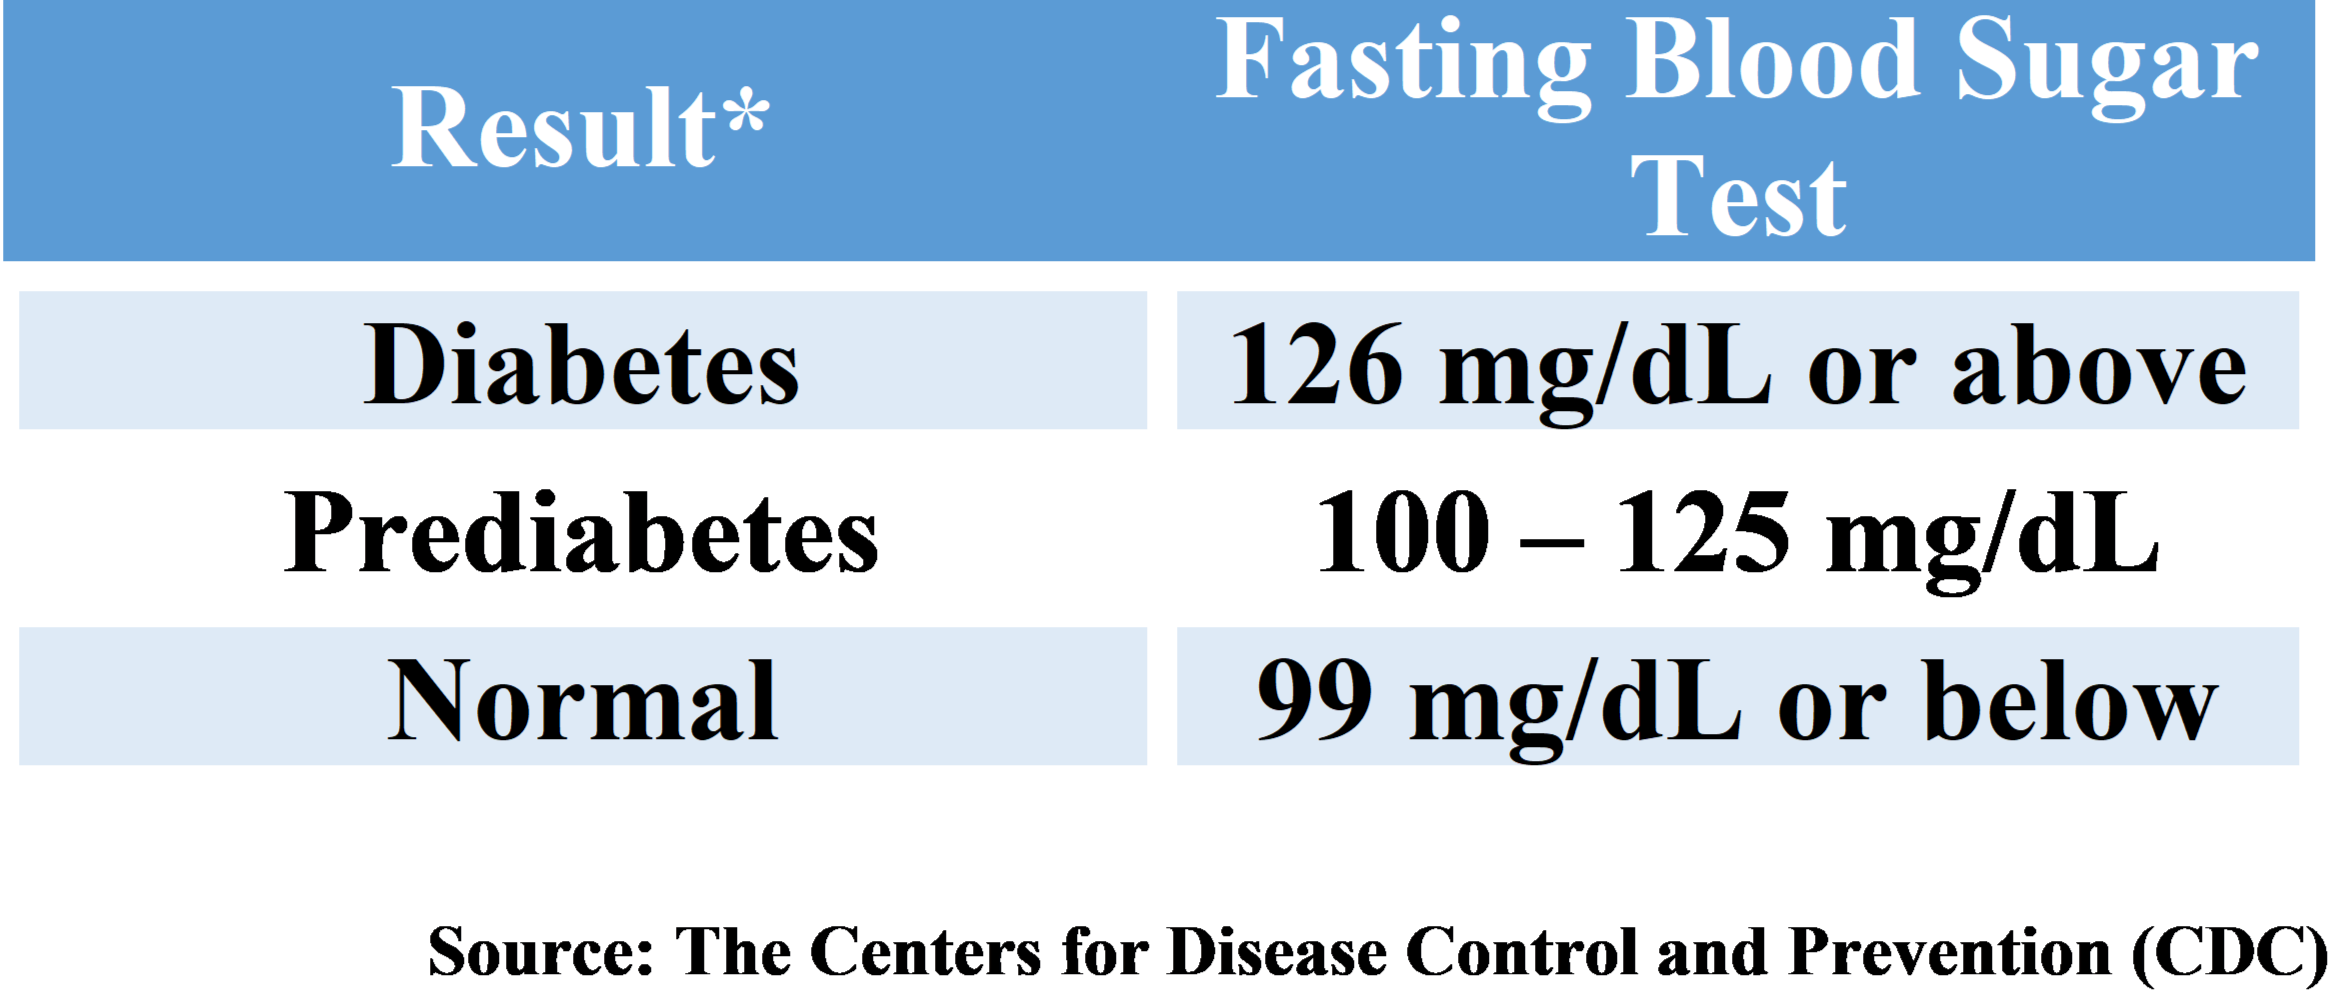 Result*
Fasting Blood Sugar
Test
Diabetes
126 mg/dL or above
Prediabetes
100 – 125 mg/dL
Normal
99 mg/dL or below
Source: The Centers for Disease Control and Prevention (CDC)